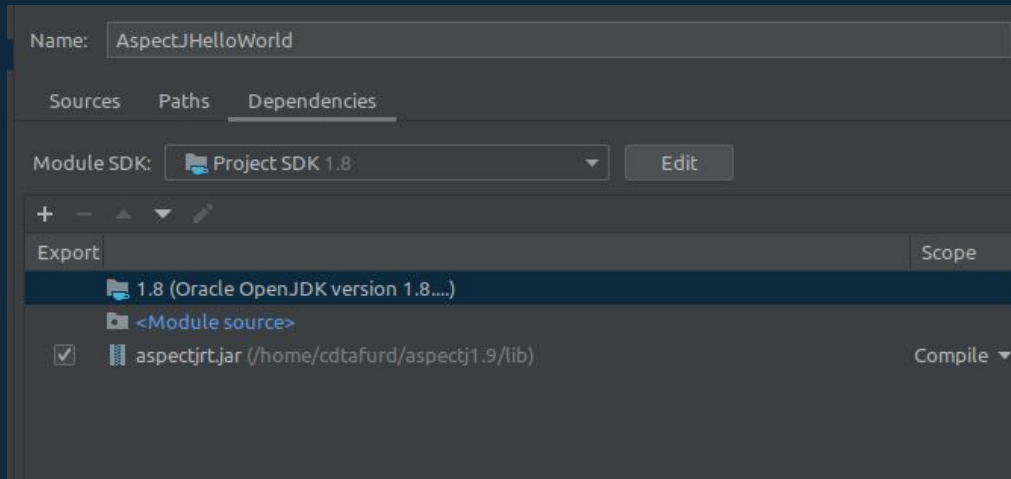 Name: AspectJHelloWorld
Sources Paths Dependencies
Module SDK: Project SDK 1.8 Edit
Export Scope
1.8 (Oracle OpenJDK version 1.8....)
<Module source>
aspectjrt.jar (/home/cdtafurd/aspectj1.9/lib) Compile